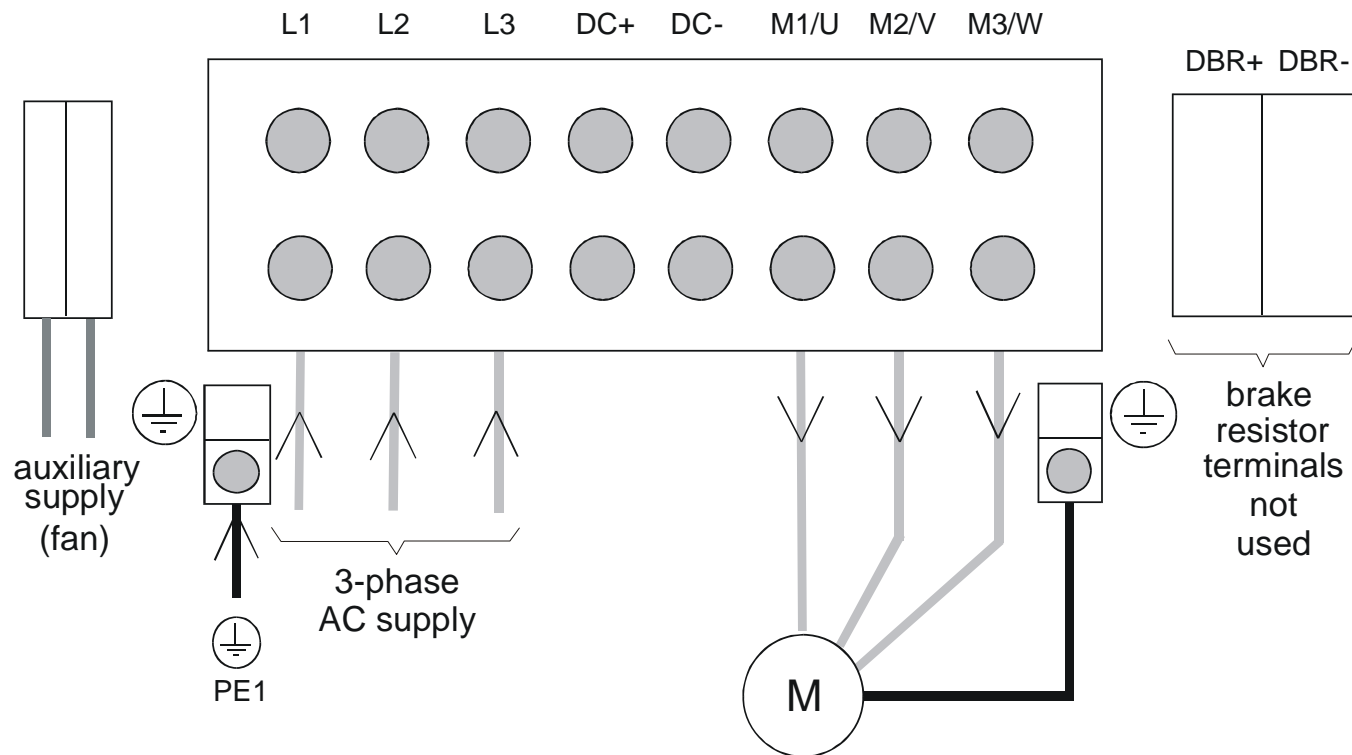 L1 L2 L3 DC+ DC- M1/U M2/V M3/W
DBR+ DBR-
auxiliary
supply
(fan)
3-phase
AC supply
PE1
M
brake
resistor
terminals
not
used